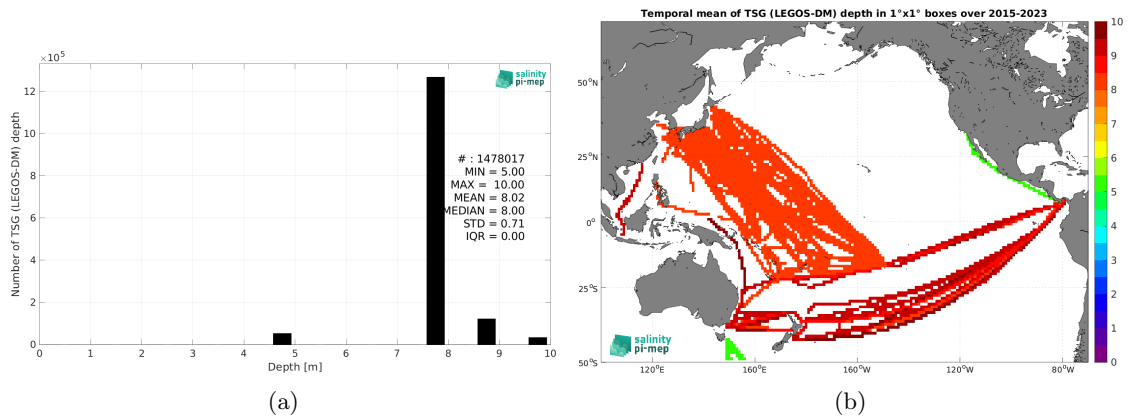 ×10⁵
12
10
8
6
4
2
0
Number of TSG (LEGOS-DM) depth
salinity
pi-mep
# : 1478017
MIN = 5.00
MAX = 10.00
MEAN = 8.02
MEDIAN = 8.00
STD = 0.71
IQR = 0.00
0 1 2 3 4 5 6 7 8 9 10
Depth [m]
(a)
Temporal mean of TSG (LEGOS-DM) depth in 1°x1° boxes over 2015-2023
50°N
25°N
0°
25°S
50°S
salinity
pi-mep
120°E 160°E 160°W 120°W 80°W
10
9
8
7
6
5
4
3
2
1
0
(b)